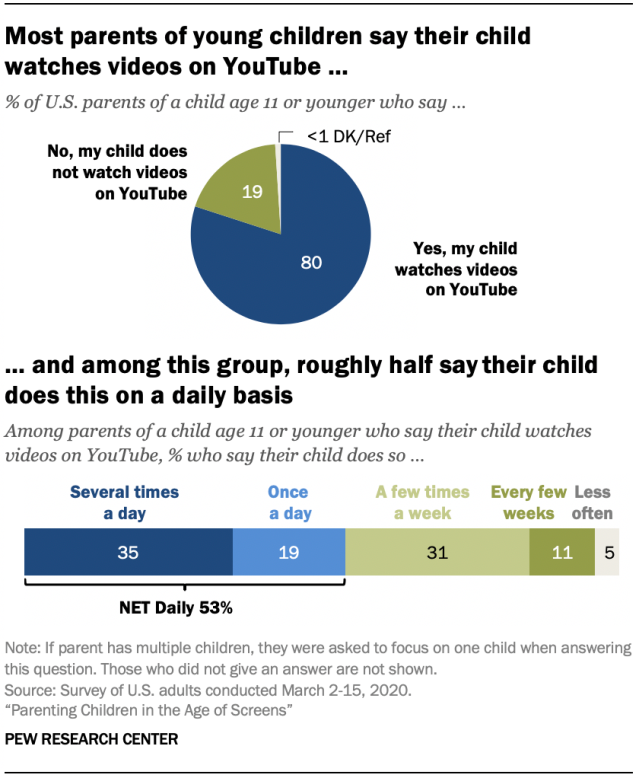 Most parents of young children say their child
watches videos on YouTube ...
% of U.S. parents of a child age 11 or younger who say ...
<1 DK/Ref
No, my child does
not watch videos
on YouTube
19
80
Yes, my child
watches videos
on YouTube
... and among this group, roughly half say their child
does this on a daily basis
Among parents of a child age 11 or younger who say their child watches
videos on YouTube, % who say their child does so ...
Several times
a day
Once
a day
A few times
a week
Every few
weeks
Less
often
35
19
31
11
5
NET Daily 53%
Note: If parent has multiple children, they were asked to focus on one child when answering
this question. Those who did not give an answer are not shown.
Source: Survey of U.S. adults conducted March 2-15, 2020.
“Parenting Children in the Age of Screens”
PEW RESEARCH CENTER